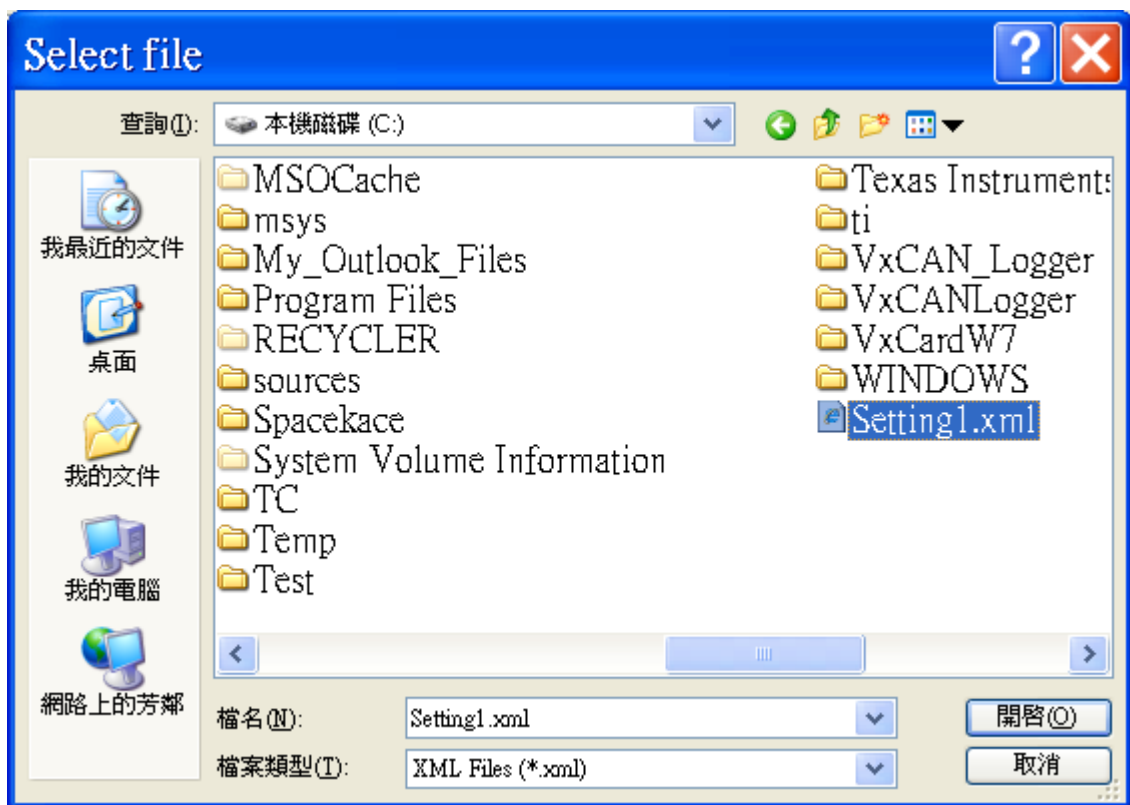 Select file
查詢(I):
本機磁碟 (C:)
我最近的文件
桌面
我的文件
我的電腦
網路上的芳鄰
MSOCache
msys
My_Outlook_Files
Program Files
RECYCLER
sources
Spacekace
System Volume Information
TC
Temp
Test
Texas Instruments
ti
VxCAN_Logger
VxCANLogger
VxCardW7
WINDOWS
Setting1.xml
檔名(N):
Setting1.xml
開啓(O)
檔案類型(T):
XML Files (*.xml)
取消